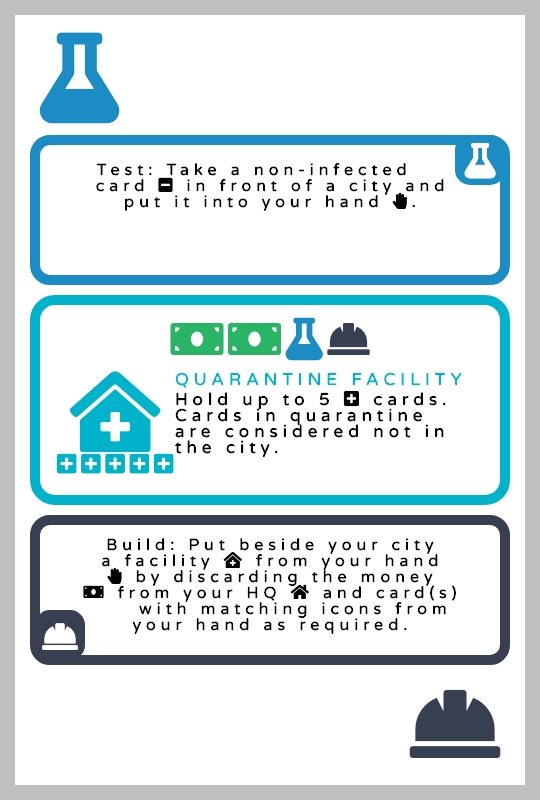 Test: Take a non-infected
card in front of a city and
put it into your hand .
QUARANTINE FACILITY
Hold up to 5 cards.
Cards in quarantine
are considered not in
the city.
Build: Put beside your city
a facility from your hand
by discarding the money
from your HQ and card(s)
with matching icons from
your hand as required.